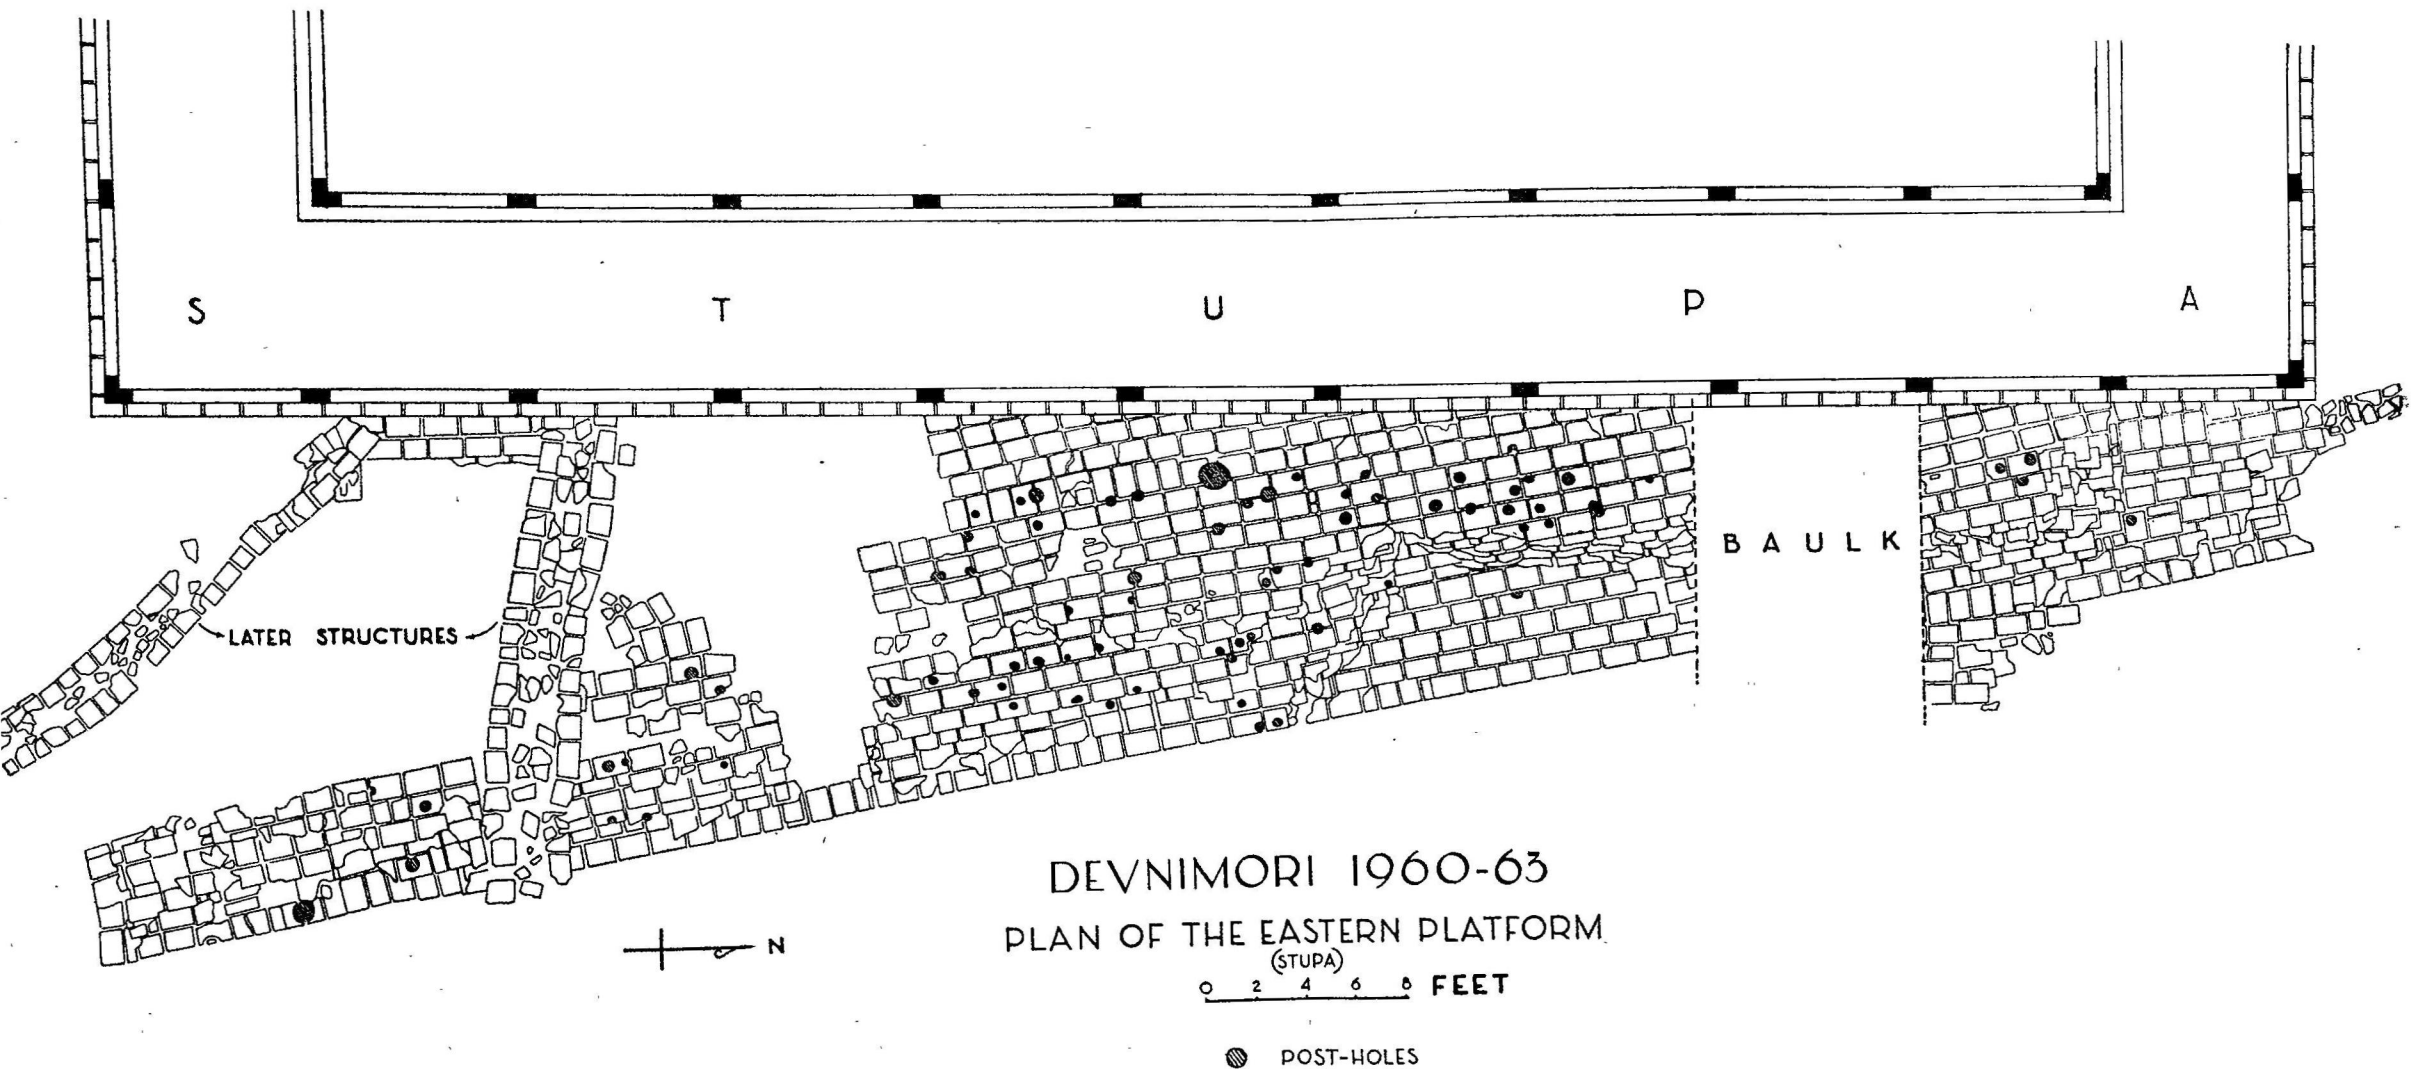 S T U P A
BAULK
LATER STRUCTURES
N
DEVNIMORI 1960-63
PLAN OF THE EASTERN PLATFORM
(STUPA)
0 2 4 6 8 FEET
POST-HOLES